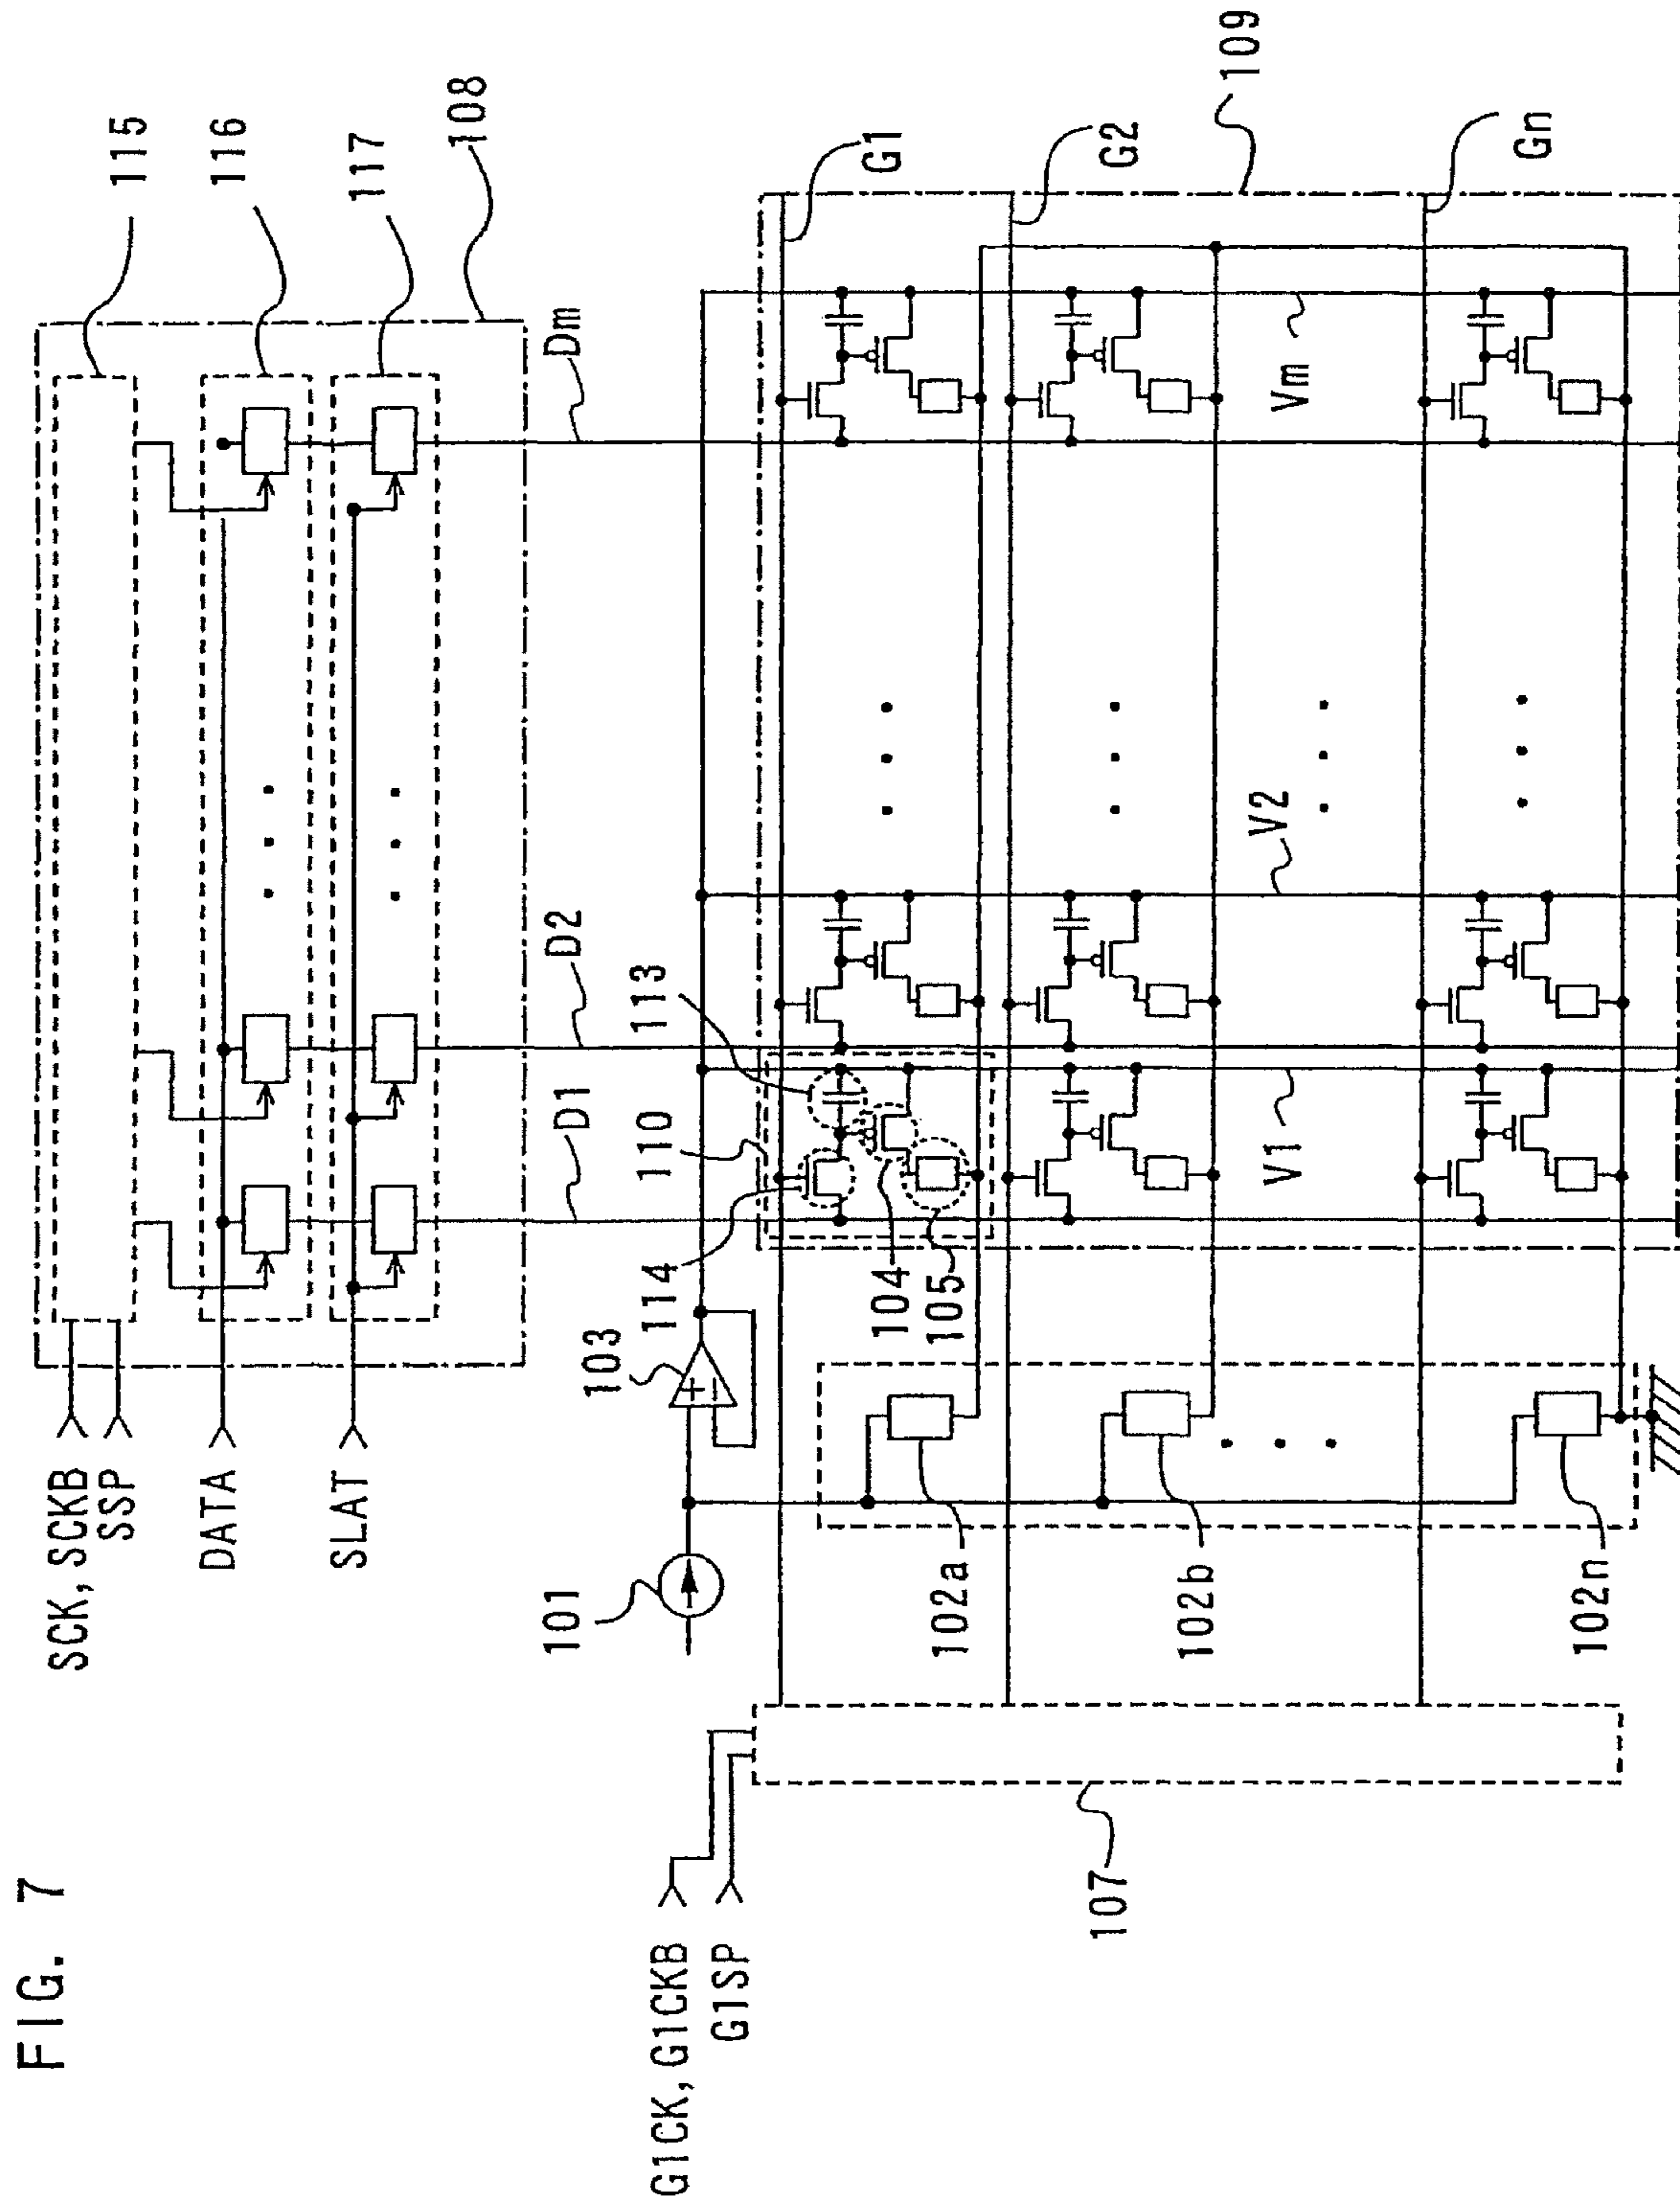 FIG. 7
SCK, SCKB
SSP
DATA
SLAT
115
116
117
108
D1
D2
Dm
101
103
114
110
113
104
105
G1CK, G1CKB
G1SP
107
102a
102b
102n
V1
V2
Vm
G1
G2
Gn
109